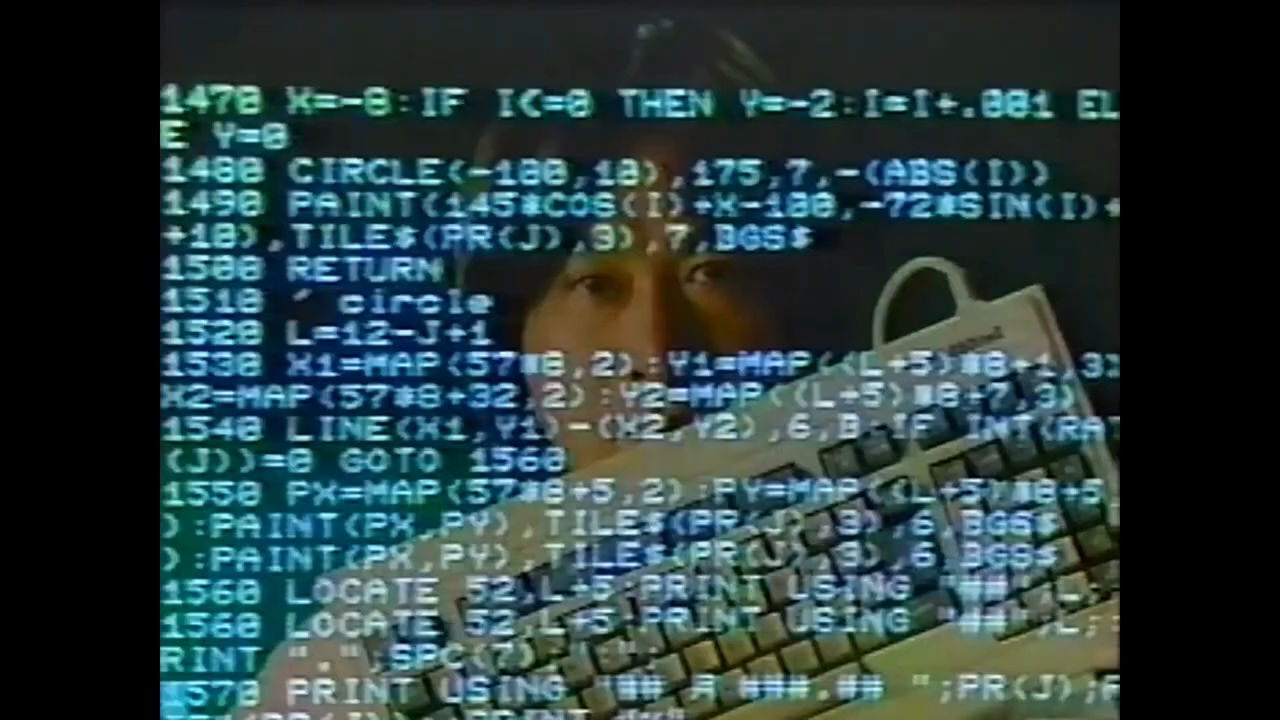 1470 X=-8:IF I<=0 THEN Y=-2:I=I+.001 EL
E Y=0
1480 CIRCLE(-100,10),175,7,-(ABS(I))
1490 PAINT(145*COS(I)+X-100,-72*SIN(I)+
+10),TILE$(PR(J),3),7,BGS$
1500 RETURN
1510 ' circle
1520 L=12-J+1
1530 X1=MAP(57*8,2):Y1=MAP((L+5)*8+1,3)
X2=MAP(57*8+32,2):Y2=MAP((L+5)*8+7,3)
1540 LINE(X1,Y1)-(X2,Y2),6,B:IF INT(RAT
(J))=0 GOTO 1560
1550 PX=MAP(57*8+5,2):PY=MAP((L+5)*8+5
):PAINT(PX,PY),TILE$(PR(J),3),6,BGS$
):PAINT(PX,PY),TILE$(PR(J),3),6,BGS$
1560 LOCATE 52,L+5:PRINT USING "##";L;
1560 LOCATE 52,L+5:PRINT USING "##";L;:
RINT ".";SPC(7);":";
1570 PRINT USING "## A ###.## ";PR(J);R